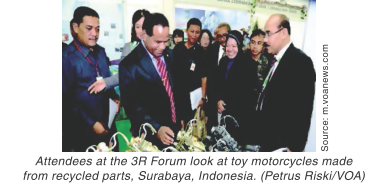 Source: m.voanews.com
Attendees at the 3R Forum look at toy motorcycles made
from recycled parts, Surabaya, Indonesia. (Petrus Riski/VOA)